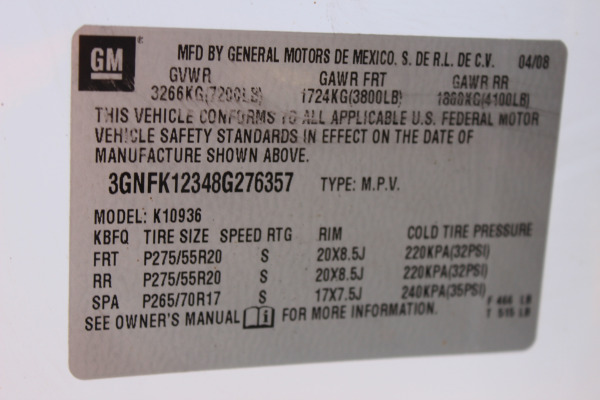 GM MFD BY GENERAL MOTORS DE MEXICO, S. DE R.L. DE C.V. 04/08
GVWR GAWR FRT GAWR RR
3266KG(7200LB) 1724KG(3800LB) 1860KG(4100LB)
THIS VEHICLE CONFORMS TO ALL APPLICABLE U.S. FEDERAL MOTOR
VEHICLE SAFETY STANDARDS IN EFFECT ON THE DATE OF
MANUFACTURE SHOWN ABOVE.
3GNFK12348G276357 TYPE: M.P.V.
MODEL: K10936
KBFQ TIRE SIZE SPEED RTG RIM COLD TIRE PRESSURE
FRT P275/55R20 S 20X8.5J 220KPA(32PSI)
RR P275/55R20 S 20X8.5J 220KPA(32PSI)
SPA P265/70R17 S 17X7.5J 240KPA(35PSI)
F 466 LB
SEE OWNER'S MANUAL i FOR MORE INFORMATION.
T 515 LB